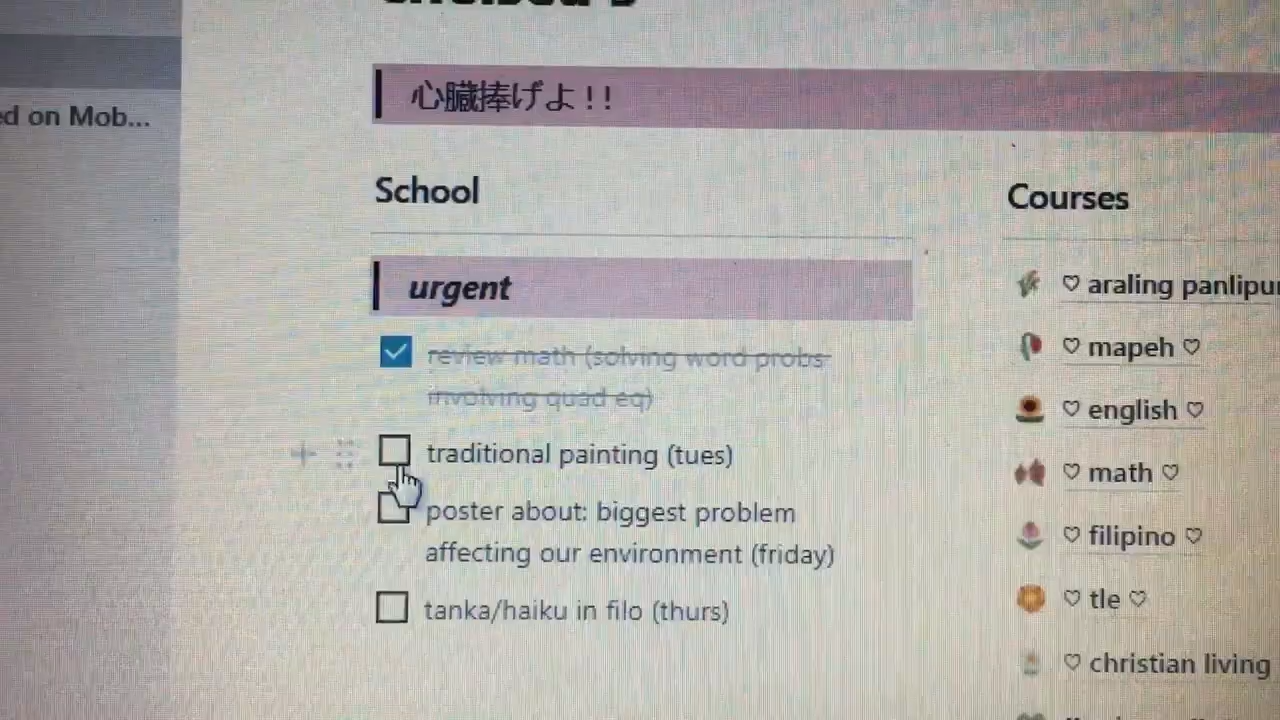 ed on Mob...
心臓捧げよ!!
School
urgent
review math (solving word probs
involving quad eq)
traditional painting (tues)
poster about: biggest problem
affecting our environment (friday)
tanka/haiku in filo (thurs)
Courses
♡ araling panlipu
♡ mapeh ♡
♡ english ♡
♡ math ♡
♡ filipino ♡
♡ tle ♡
♡ christian living